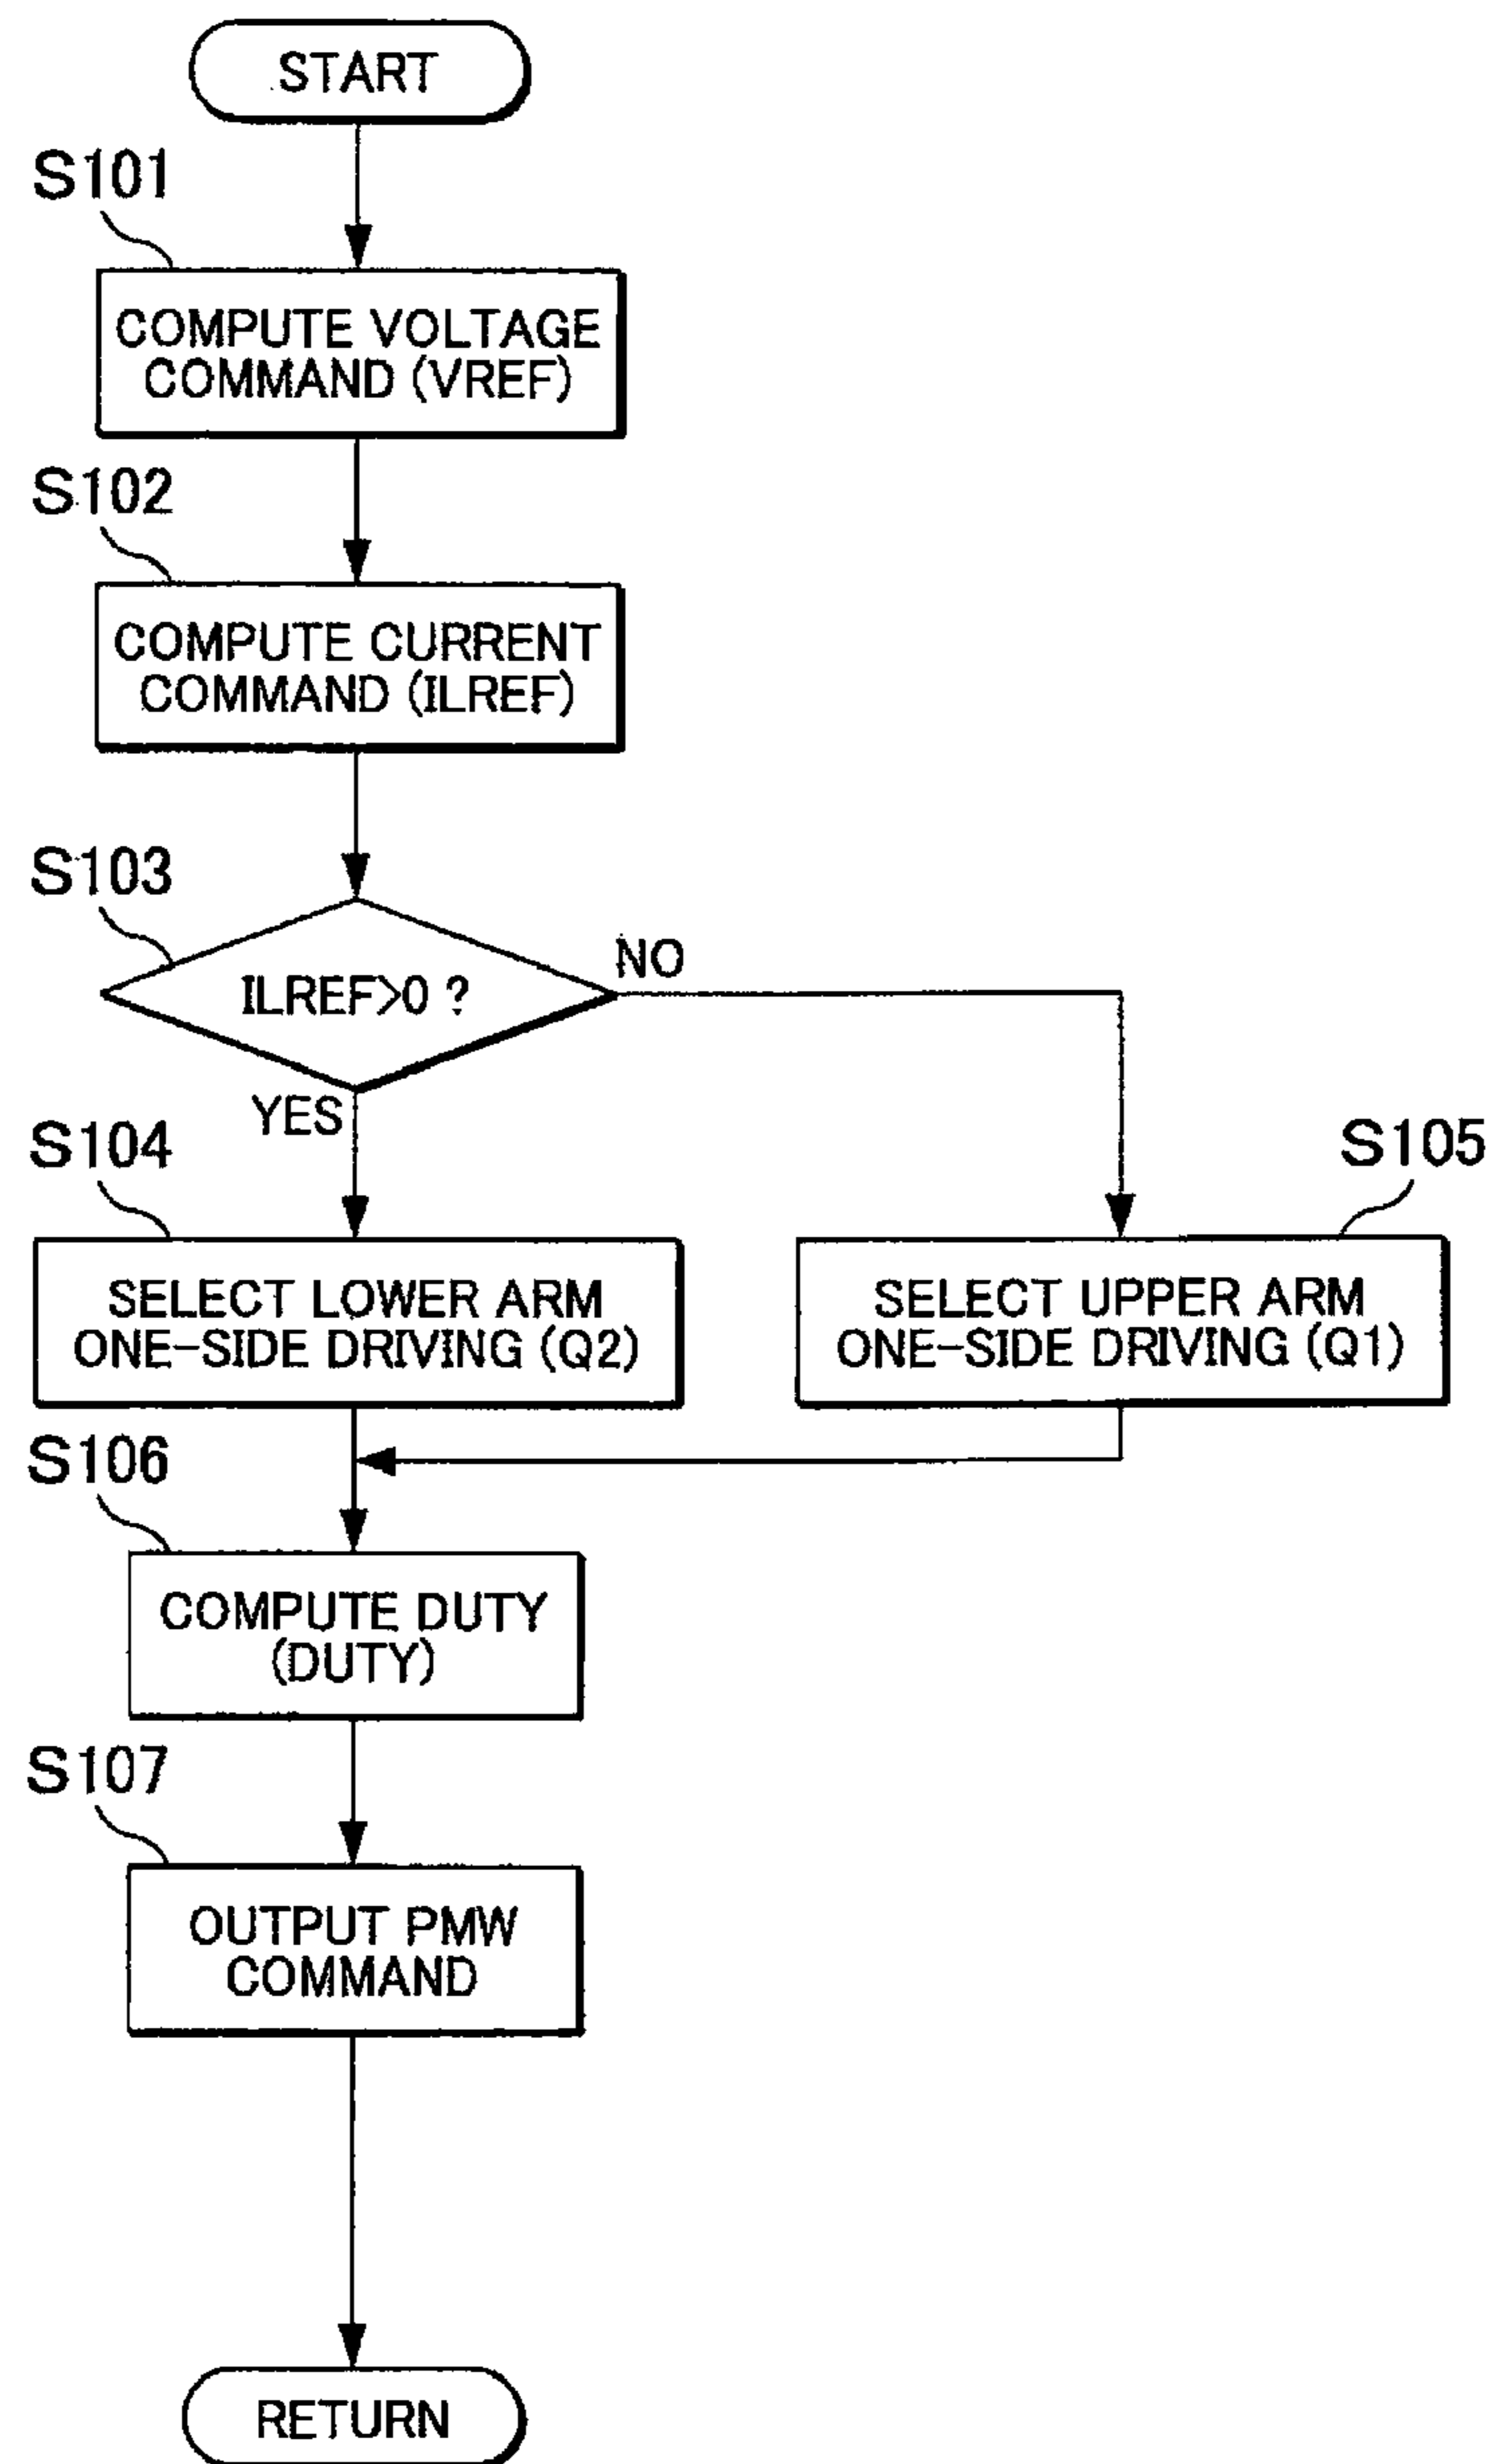 START
S101
COMPUTE VOLTAGE
COMMAND (VREF)
S102
COMPUTE CURRENT
COMMAND (ILREF)
S103
ILREF>0 ?
NO
YES
S104
SELECT LOWER ARM
ONE-SIDE DRIVING (Q2)
S105
SELECT UPPER ARM
ONE-SIDE DRIVING (Q1)
S106
COMPUTE DUTY
(DUTY)
S107
OUTPUT PMW
COMMAND
RETURN